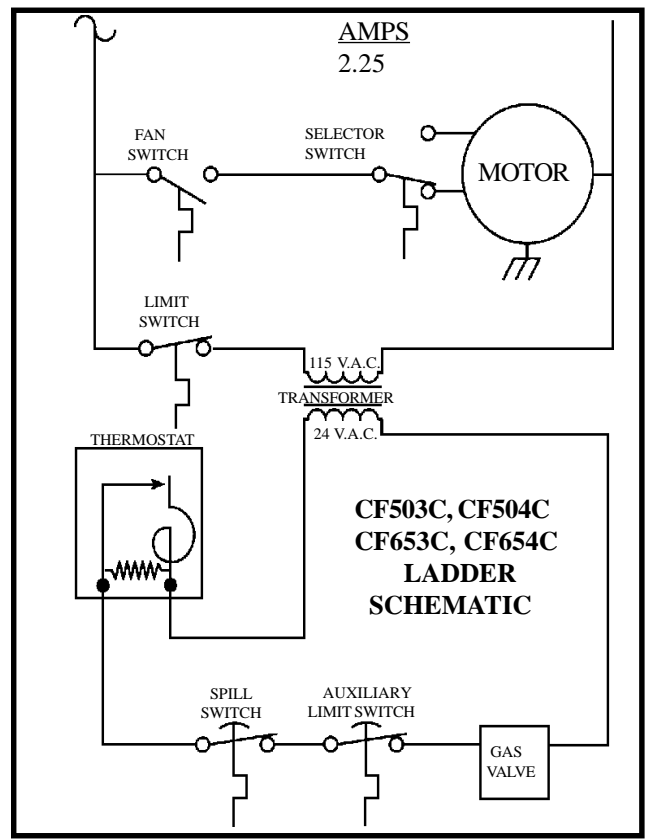 AMPS
2.25
FAN
SWITCH
SELECTOR
SWITCH
MOTOR
LIMIT
SWITCH
115 V.A.C.
TRANSFORMER
24 V.A.C.
THERMOSTAT
CF503C, CF504C
CF653C, CF654C
LADDER
SCHEMATIC
SPILL
SWITCH
AUXILIARY
LIMIT SWITCH
GAS
VALVE